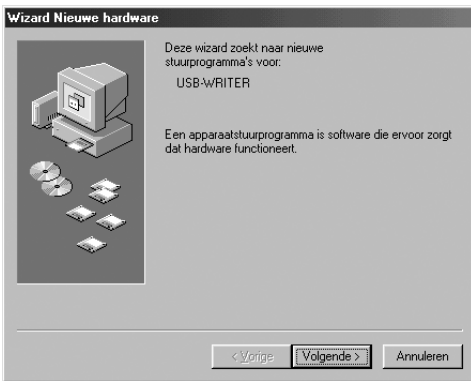 Wizard Nieuwe hardware
Deze wizard zoekt naar nieuwe
stuurprogramma's voor:
USB-WRITER
Een apparaatstuurprogramma is software die ervoor zorgt
dat hardware functioneert.
< Vorige
Volgende >
Annuleren